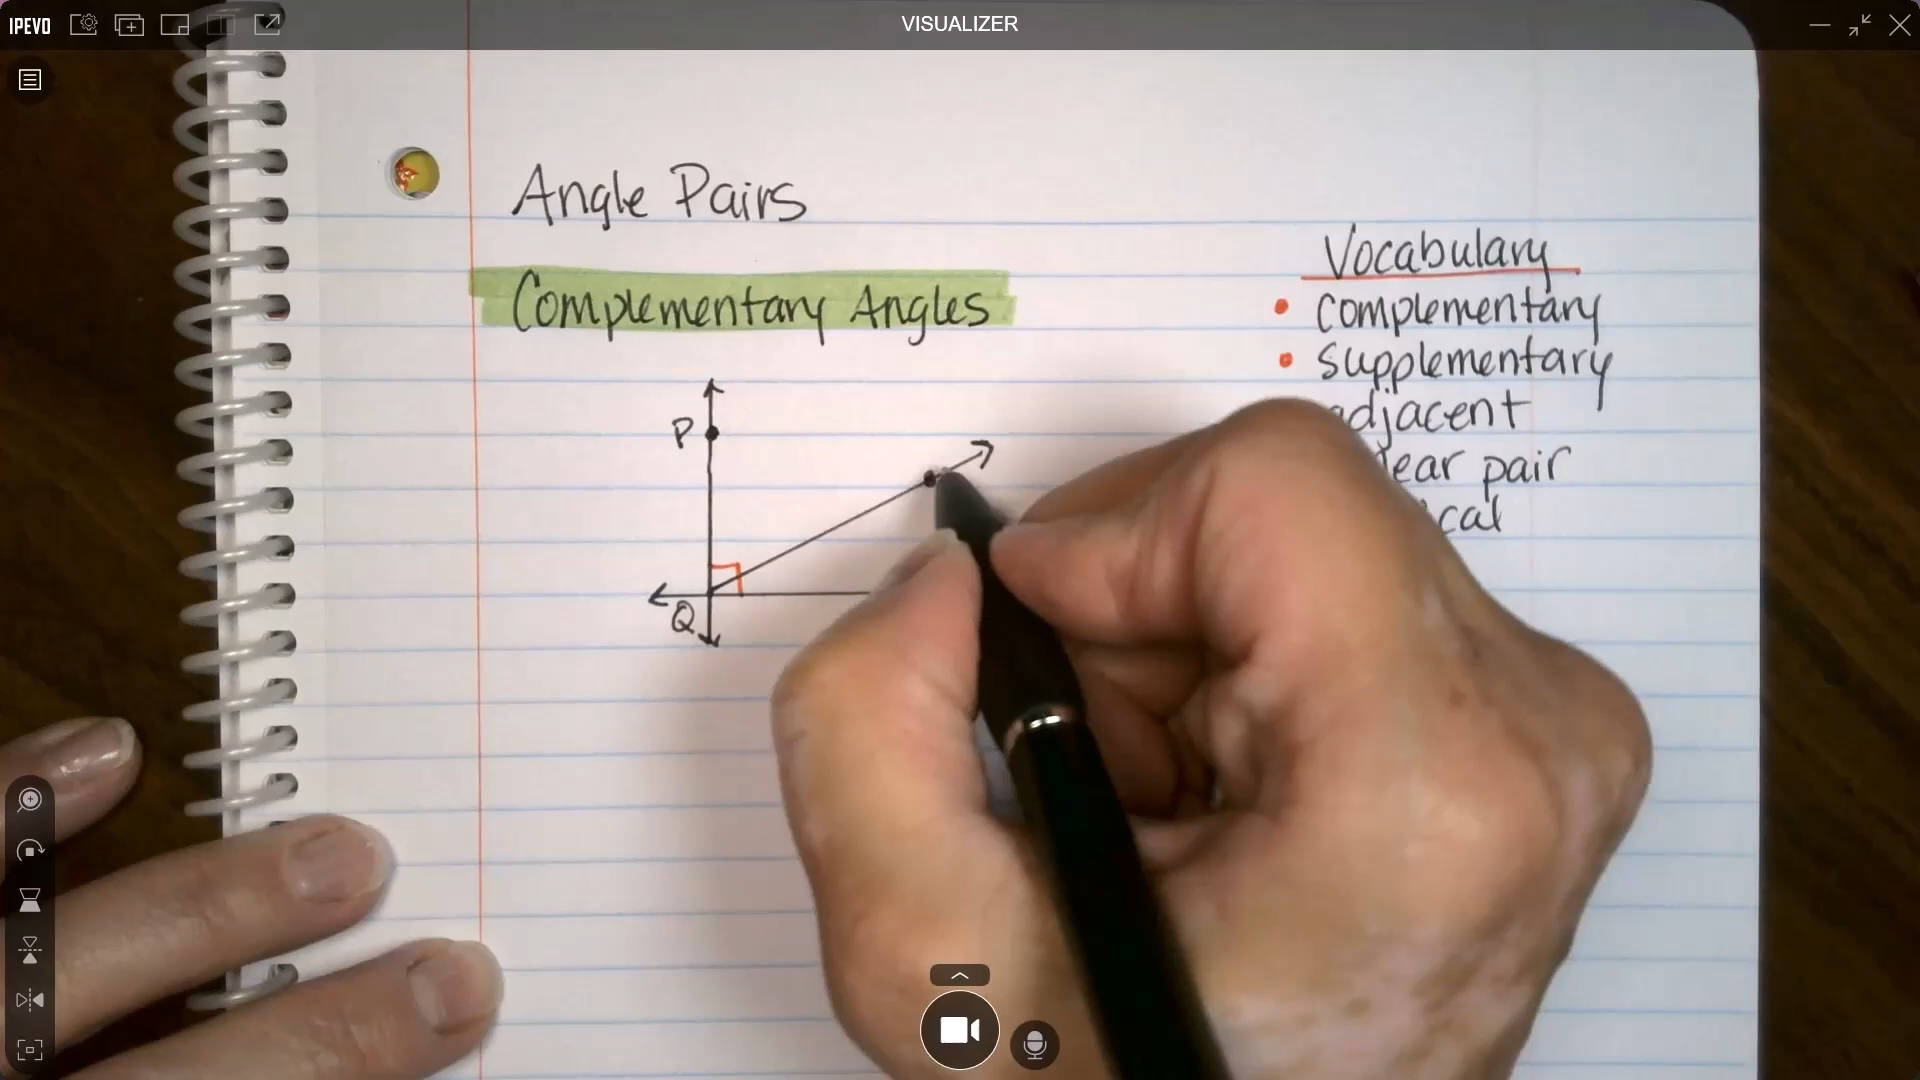 IPEVO
VISUALIZER
Angle Pairs
Complementary Angles
P
Q
Vocabulary
• complementary
• supplementary
adjacent
pair